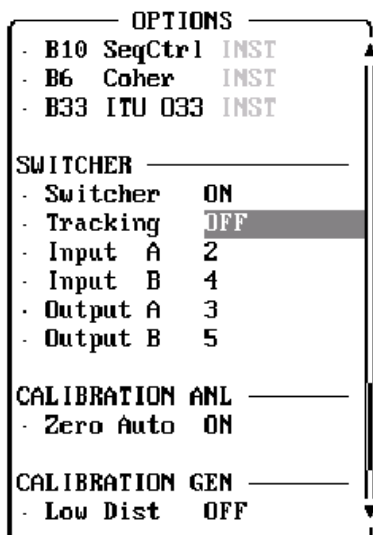 OPTIONS
· B10 SeqCtrl INST
· B6 Coher INST
· B33 ITU O33 INST
SWITCHER
· Switcher ON
· Tracking OFF
· Input A 2
· Input B 4
· Output A 3
· Output B 5
CALIBRATION ANL
· Zero Auto ON
CALIBRATION GEN
· Low Dist OFF